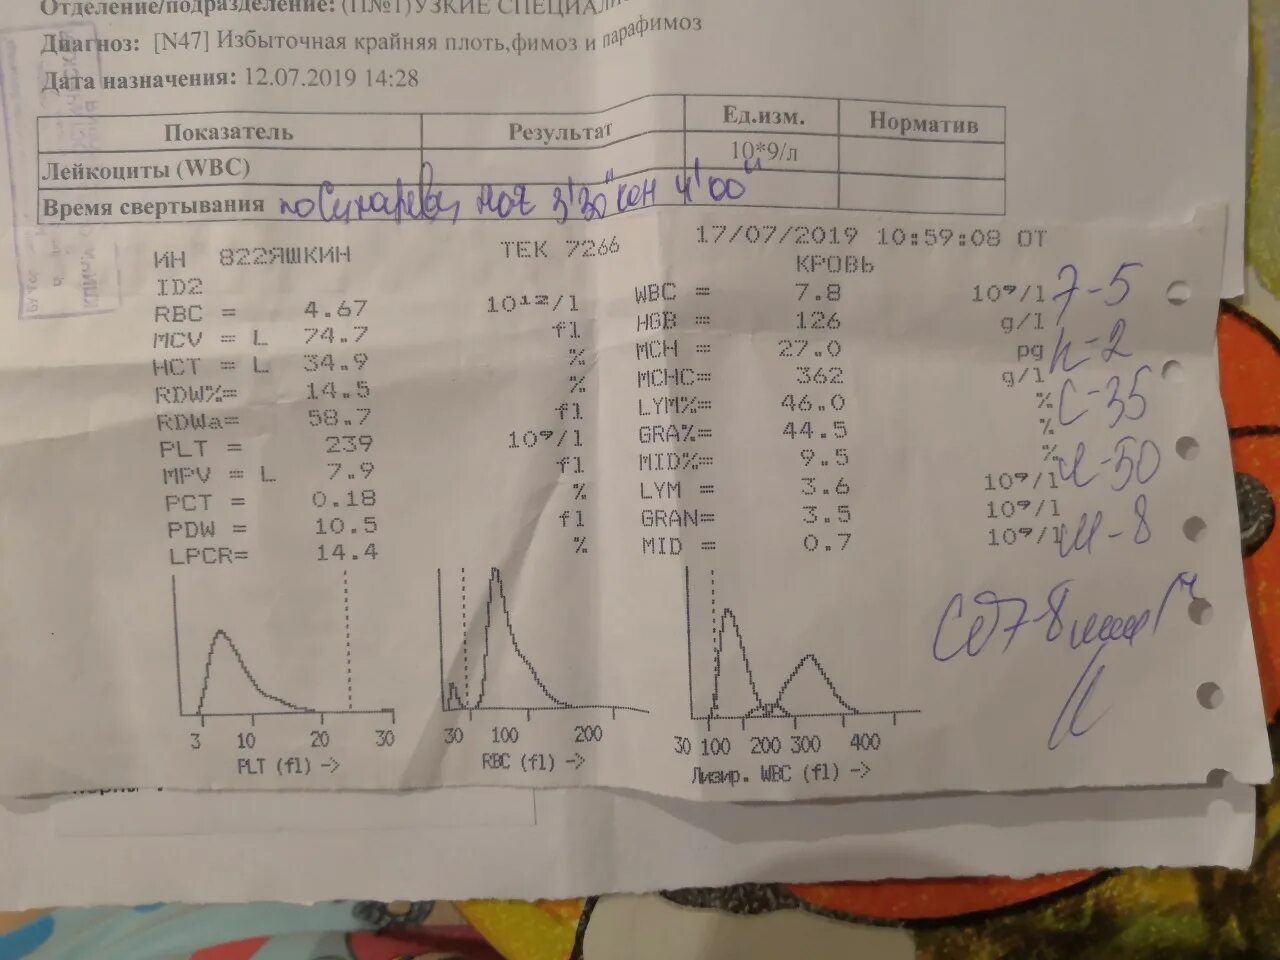 Отделение/подразделение: (П№1)УЗКИЕ СПЕЦИАЛИ
Диагноз: [N47] Избыточная крайняя плоть,фимоз и парафимоз
Дата назначения: 12.07.2019 14:28
Показатель Результат Ед.изм. Норматив
Лейкоциты (WBC) 10*9/л
Время свертывания по Сухареву нач 3'30" кон 4'00"
ИН 822ЯШКИН ТЕК 7266 17/07/2019 10:59:08 ОТ
ID2 КРОВЬ
RBC = 4.67 10¹²/l WBC = 7.8 10⁹/l Э-5
MCV = L 74.7 fl HGB = 126 g/l
HCT = L 34.9 % MCH = 27.0 pg п-2
RDW%= 14.5 % MCHC= 362 g/l
RDWa= 58.7 fl LYM%= 46.0 % с-35
PLT = 239 10⁹/l GRA%= 44.5 %
MPV = L 7.9 fl MID%= 9.5 % л-50
PCT = 0.18 % LYM = 3.6 10⁹/l
PDW = 10.5 fl GRAN= 3.5 10⁹/l
LPCR= 14.4 % MID = 0.7 10⁹/l м-8
СОЭ-8 мм/ч
3 10 20 30
PLT (fl) ->
30 100 200
RBC (fl) ->
30 100 200 300 400
Лизир. WBC (fl) ->